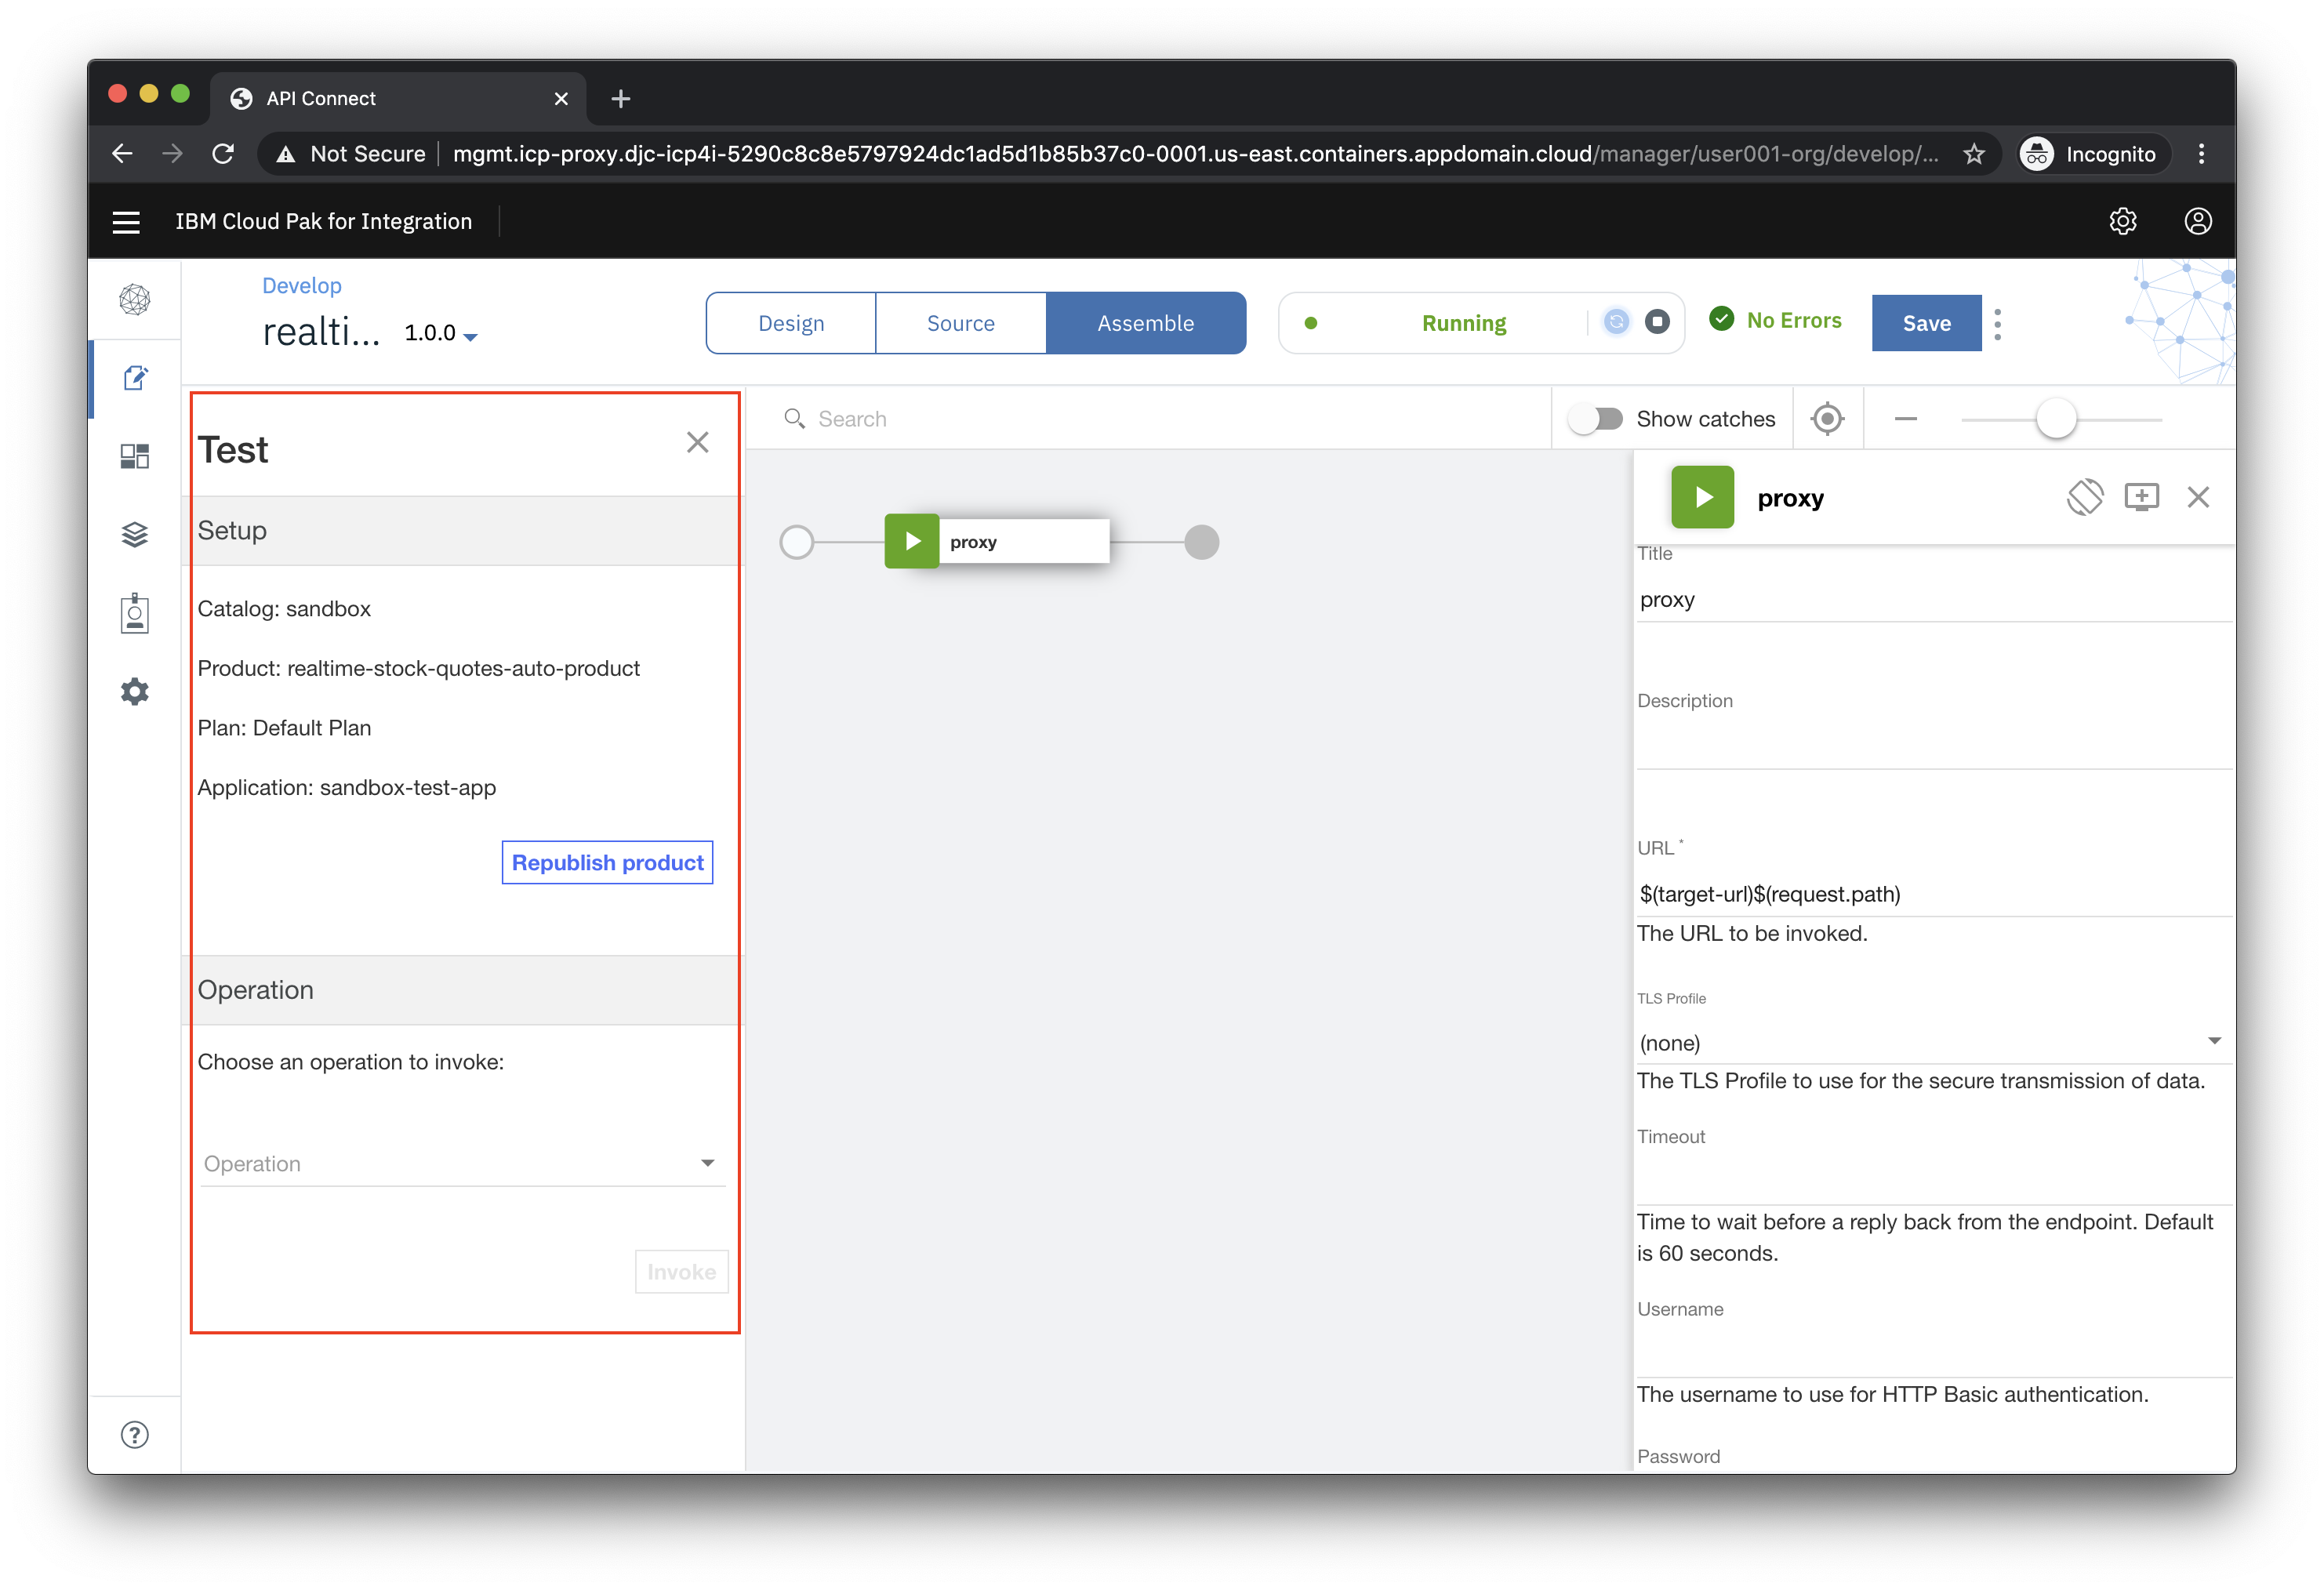 API Connect
Not Secure
mgmt.icp-proxy.djc-icp4i-5290c8c8e5797924dc1ad5d1b85b37c0-0001.us-east.containers.appdomain.cloud/manager/user001-org/develop/...
Incognito
IBM Cloud Pak for Integration
Develop
realti...
1.0.0
Design
Source
Assemble
Running
No Errors
Save
Test
Setup
Catalog: sandbox
Product: realtime-stock-quotes-auto-product
Plan: Default Plan
Application: sandbox-test-app
Republish product
Operation
Choose an operation to invoke:
Operation
Invoke
Search
Show catches
proxy
proxy
Title
proxy
Description
URL *
$(target-url)$(request.path)
The URL to be invoked.
TLS Profile
(none)
The TLS Profile to use for the secure transmission of data.
Timeout
Time to wait before a reply back from the endpoint. Default
is 60 seconds.
Username
The username to use for HTTP Basic authentication.
Password